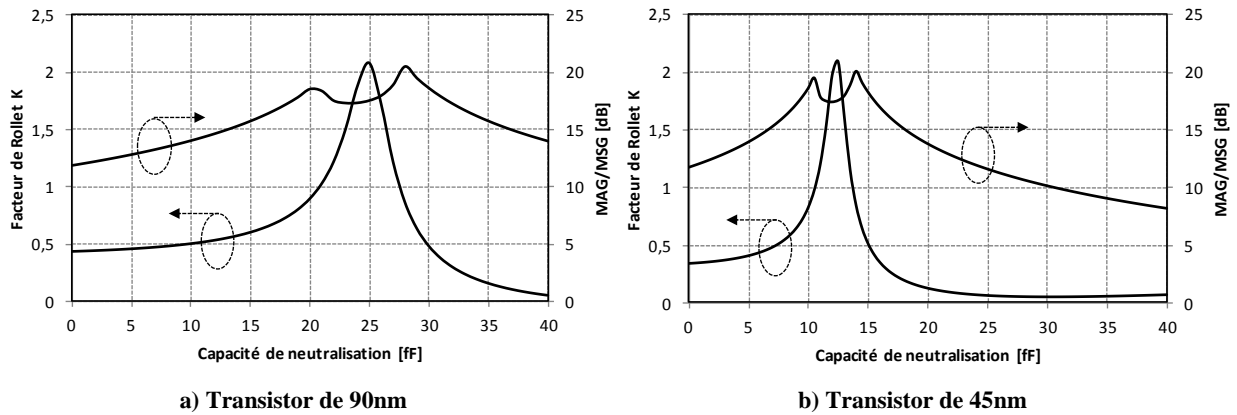 2,5
2
1,5
1
0,5
0
Facteur de Rollet K
25
20
15
10
5
0
MAG/MSG [dB]
0 5 10 15 20 25 30 35 40
Capacité de neutralisation [fF]
a) Transistor de 90nm
2,5
2
1,5
1
0,5
0
Facteur de Rollet K
25
20
15
10
5
0
MAG/MSG [dB]
0 5 10 15 20 25 30 35 40
Capacité de neutralisation [fF]
b) Transistor de 45nm